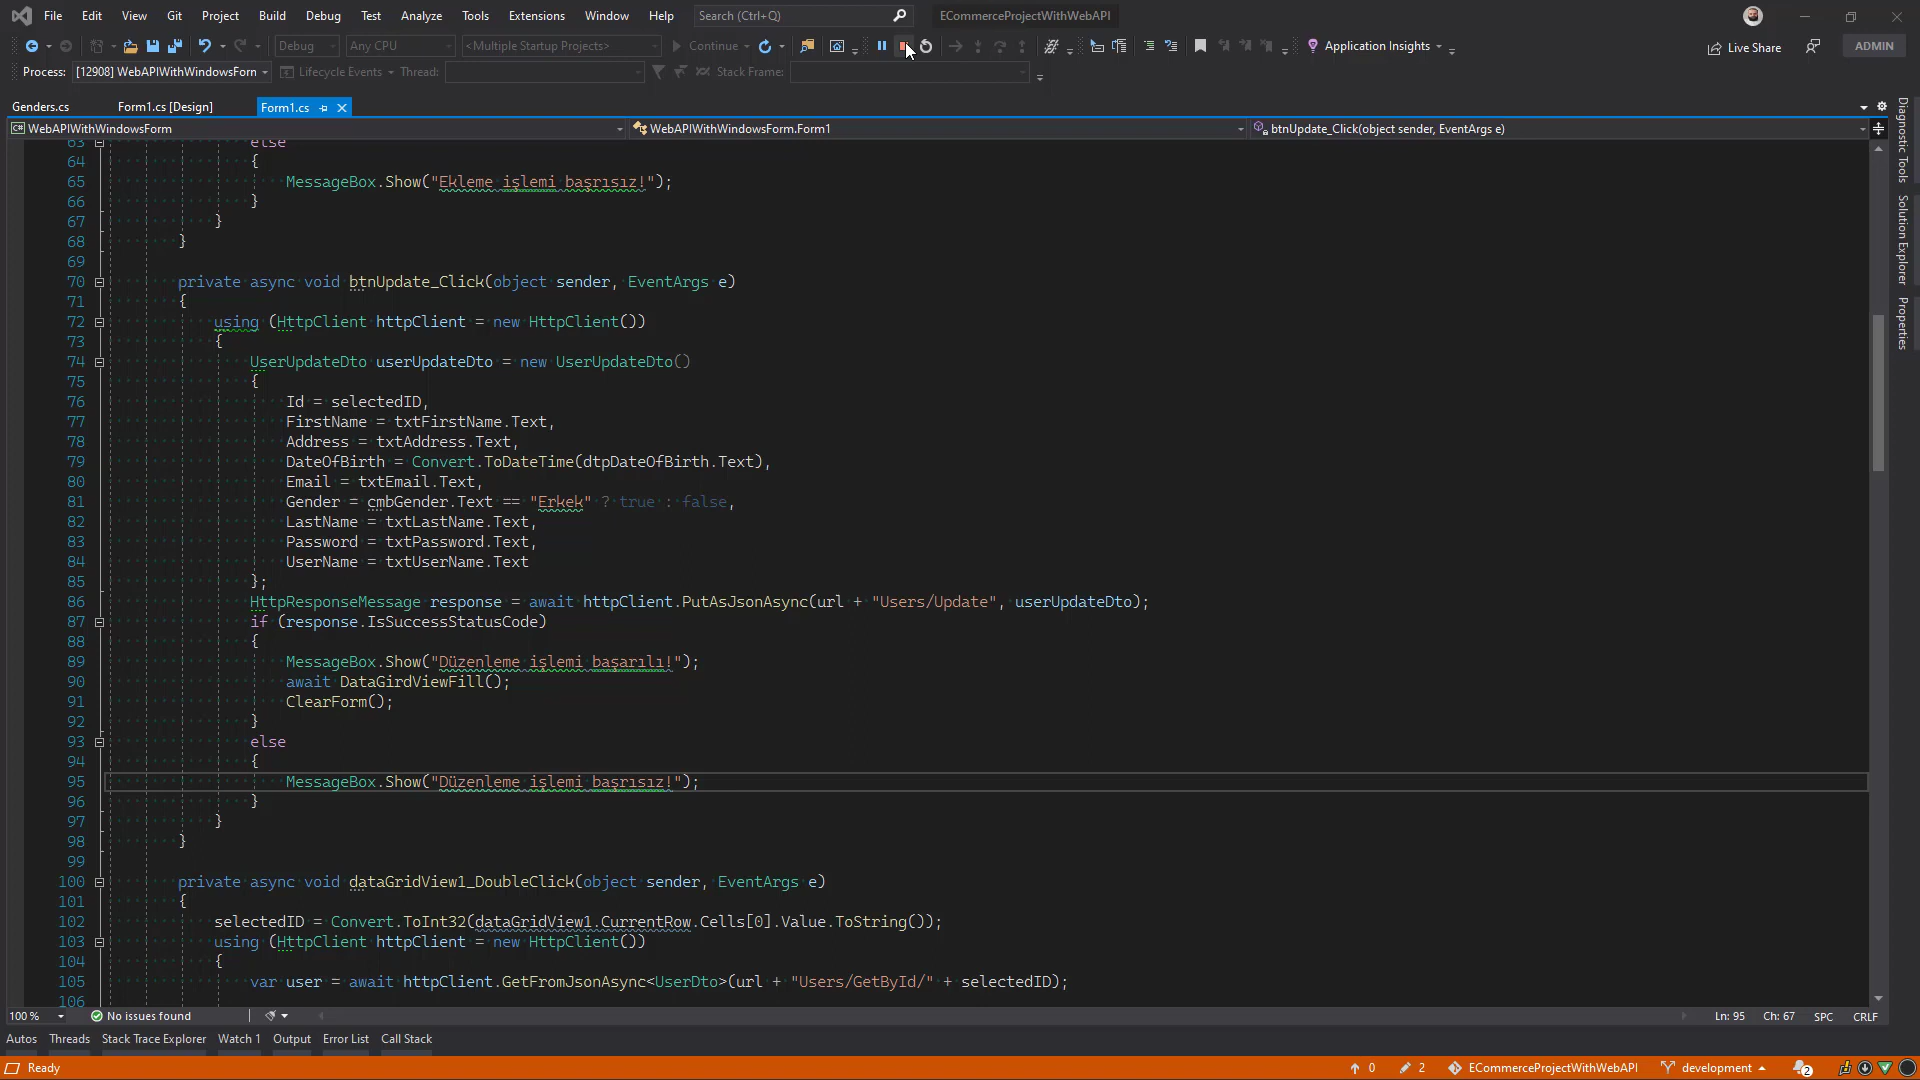 File Edit View Git Project Build Debug Test Analyze Tools Extensions Window Help Search (Ctrl+Q) ECommerceProjectWithWebAPI
Debug Any CPU <Multiple Startup Projects> Continue Application Insights Live Share ADMIN
Process: [12908] WebAPIWithWindowsForn Lifecycle Events Thread: Stack Frame:
Genders.cs Form1.cs [Design] Form1.cs
WebAPIWithWindowsForm WebAPIWithWindowsForm.Form1 btnUpdate_Click(object sender, EventArgs e)
63 else
64 {
65 MessageBox.Show("Ekleme işlemi başrısız!");
66 }
67 }
68 }
69
70 private async void btnUpdate_Click(object sender, EventArgs e)
71 {
72 using (HttpClient httpClient = new HttpClient())
73 {
74 UserUpdateDto userUpdateDto = new UserUpdateDto()
75 {
76 Id = selectedID,
77 FirstName = txtFirstName.Text,
78 Address = txtAddress.Text,
79 DateOfBirth = Convert.ToDateTime(dtpDateOfBirth.Text),
80 Email = txtEmail.Text,
81 Gender = cmbGender.Text == "Erkek" ? true : false,
82 LastName = txtLastName.Text,
83 Password = txtPassword.Text,
84 UserName = txtUserName.Text
85 };
86 HttpResponseMessage response = await httpClient.PutAsJsonAsync(url + "Users/Update", userUpdateDto);
87 if (response.IsSuccessStatusCode)
88 {
89 MessageBox.Show("Düzenleme işlemi başarılı!");
90 await DataGirdViewFill();
91 ClearForm();
92 }
93 else
94 {
95 MessageBox.Show("Düzenleme işlemi başrısız!");
96 }
97 }
98 }
99
100 private async void dataGridView1_DoubleClick(object sender, EventArgs e)
101 {
102 selectedID = Convert.ToInt32(dataGridView1.CurrentRow.Cells[0].Value.ToString());
103 using (HttpClient httpClient = new HttpClient())
104 {
105 var user = await httpClient.GetFromJsonAsync<UserDto>(url + "Users/GetById/" + selectedID);
106
Diagnostic Tools
Solution Explorer
Properties
100 % No issues found Ln: 95 Ch: 67 SPC CRLF
Autos Threads Stack Trace Explorer Watch 1 Output Error List Call Stack
Ready 0 2 ECommerceProjectWithWebAPI development 2